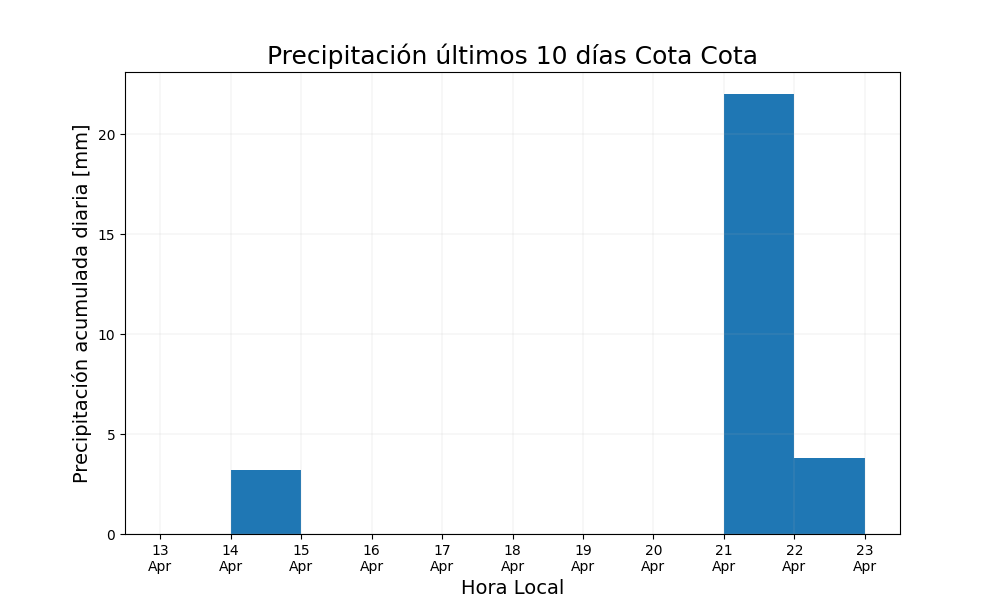 Precipitación últimos 10 días Cota Cota
Precipitación acumulada diaria [mm]
20
15
10
5
0
13 14 15 16 17 18 19 20 21 22 23
Apr Apr Apr Apr Apr Apr Apr Apr Apr Apr Apr
Hora Local